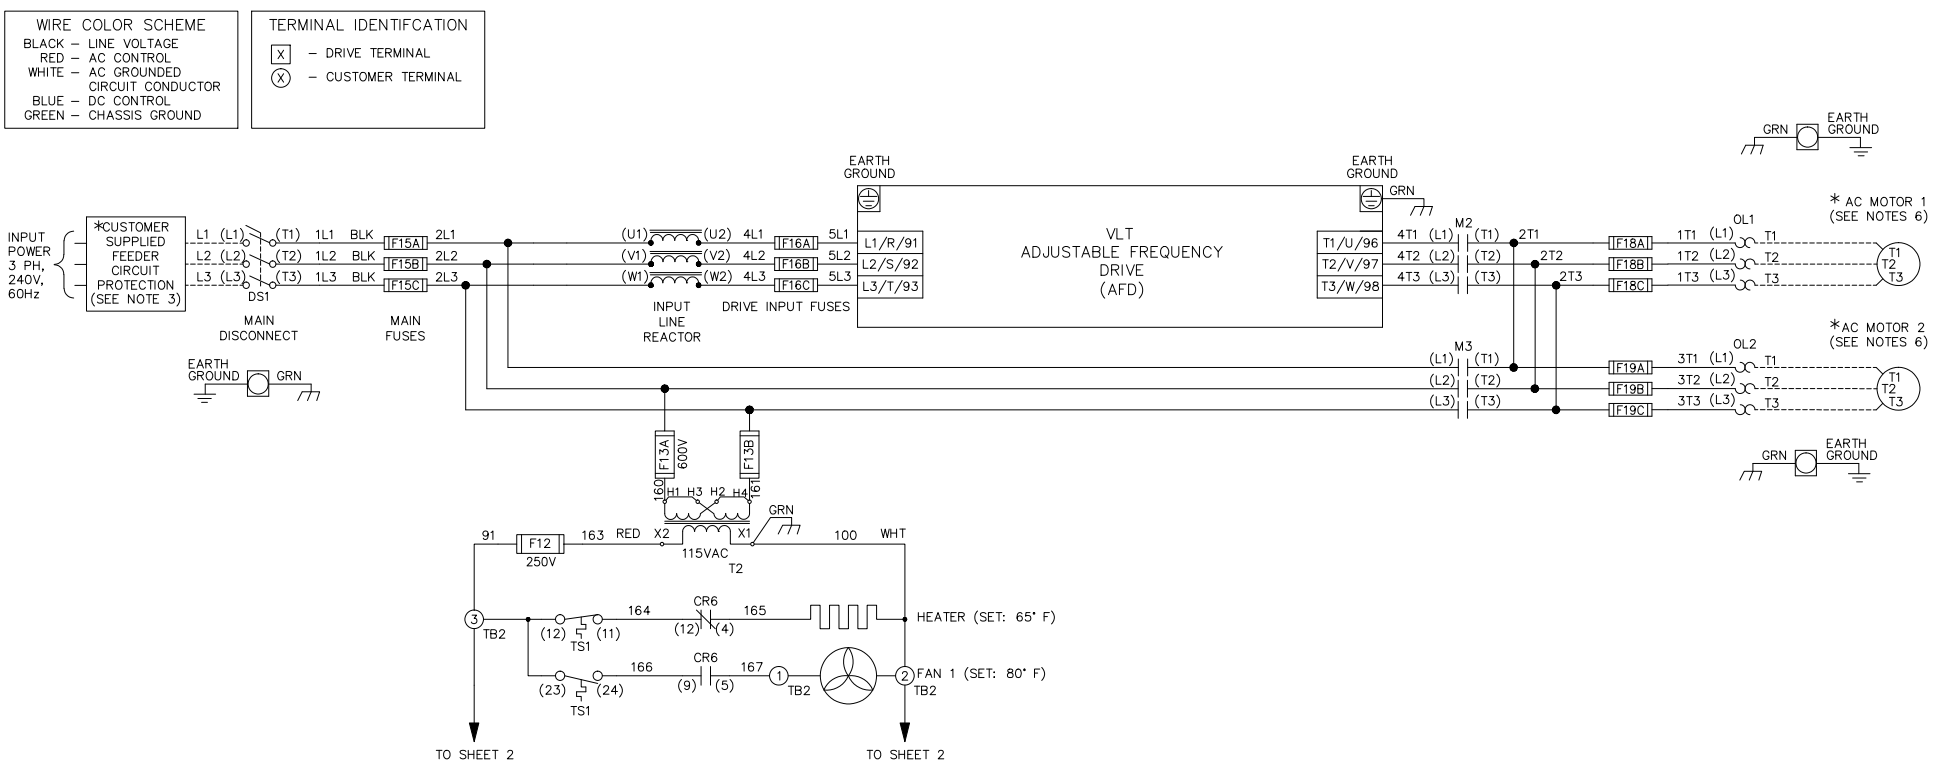 WIRE COLOR SCHEME
BLACK – LINE VOLTAGE
RED – AC CONTROL
WHITE – AC GROUNDED
CIRCUIT CONDUCTOR
BLUE – DC CONTROL
GREEN – CHASSIS GROUND
TERMINAL IDENTIFCATION
X – DRIVE TERMINAL
X – CUSTOMER TERMINAL
INPUT
POWER
3 PH,
240V,
60Hz
*CUSTOMER
SUPPLIED
FEEDER
CIRCUIT
PROTECTION
(SEE NOTE 3)
L1 (L1) (T1) 1L1 BLK F15A 2L1
L2 (L2) (T2) 1L2 BLK F15B 2L2
L3 (L3) (T3) 1L3 BLK F15C 2L3
DS1
MAIN
DISCONNECT
MAIN
FUSES
EARTH
GROUND
GRN
(U1) (U2) 4L1 F16A 5L1
(V1) (V2) 4L2 F16B 5L2
(W1) (W2) 4L3 F16C 5L3
INPUT
LINE
REACTOR
DRIVE INPUT FUSES
EARTH
GROUND
L1/R/91
L2/S/92
L3/T/93
VLT
ADJUSTABLE FREQUENCY
DRIVE
(AFD)
EARTH
GROUND
GRN
T1/U/96
T2/V/97
T3/W/98
M2
4T1 (L1) (T1) 2T1
4T2 (L2) (T2) 2T2
4T3 (L3) (T3) 2T3
F18A 1T1 (L1) T1
F18B 1T2 (L2) T2
F18C 1T3 (L3) T3
OL1
GRN
EARTH
GROUND
* AC MOTOR 1
(SEE NOTES 6)
T1
T2
T3
M3
(L1) (T1)
(L2) (T2)
(L3) (T3)
F19A 3T1 (L1) T1
F19B 3T2 (L2) T2
F19C 3T3 (L3) T3
OL2
* AC MOTOR 2
(SEE NOTES 6)
T1
T2
T3
GRN
EARTH
GROUND
F13A
600V
F13B
160
161
H1 H3 H2 H4
GRN
91 F12 163 RED X2 X1 100 WHT
250V
115VAC
T2
3
TB2
(12) (11)
TS1
164
CR6
(12) (4)
165
HEATER (SET: 65° F)
(23) (24)
TS1
166
CR6
(9) (5)
167
1
TB2
2
TB2
FAN 1 (SET: 80° F)
TO SHEET 2
TO SHEET 2